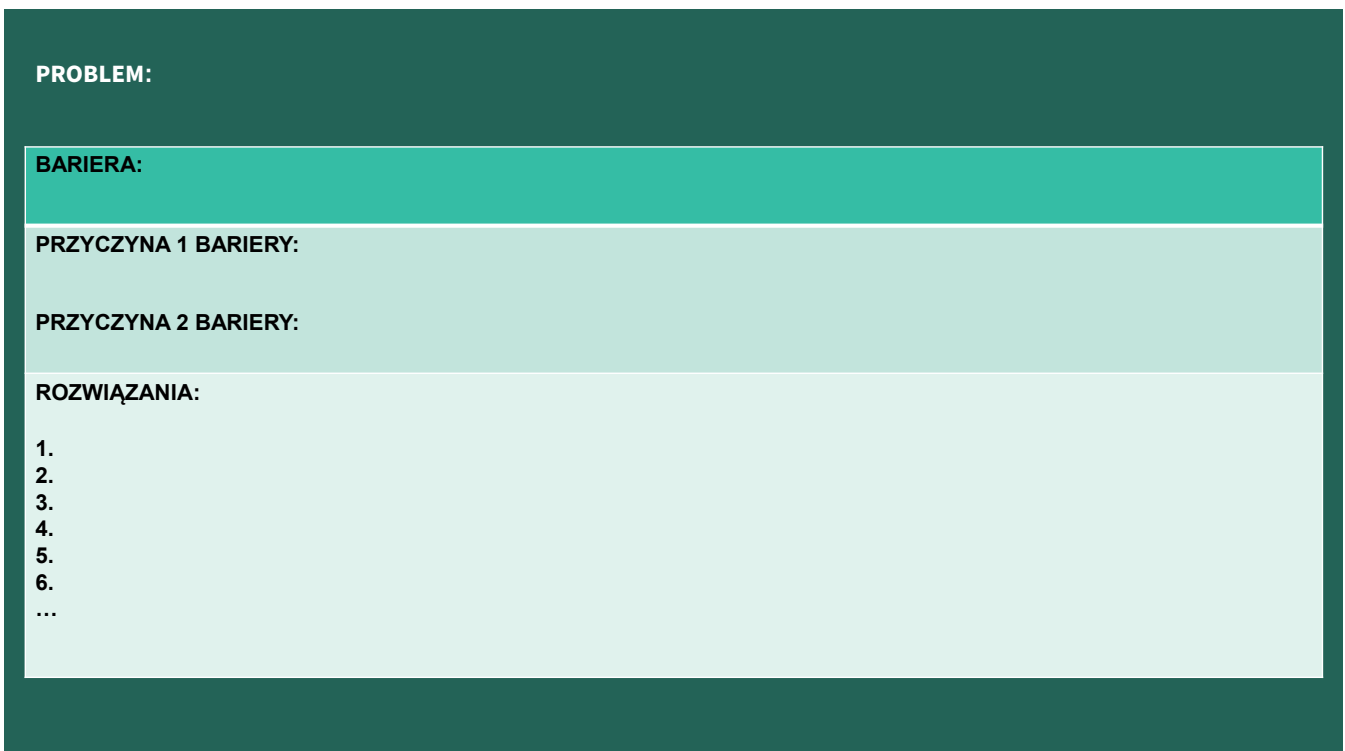 PROBLEM:
BARIERA:
PRZYCZYNA 1 BARIERY:
PRZYCZYNA 2 BARIERY:
ROZWIĄZANIA:
1.
2.
3.
4.
5.
6.
…